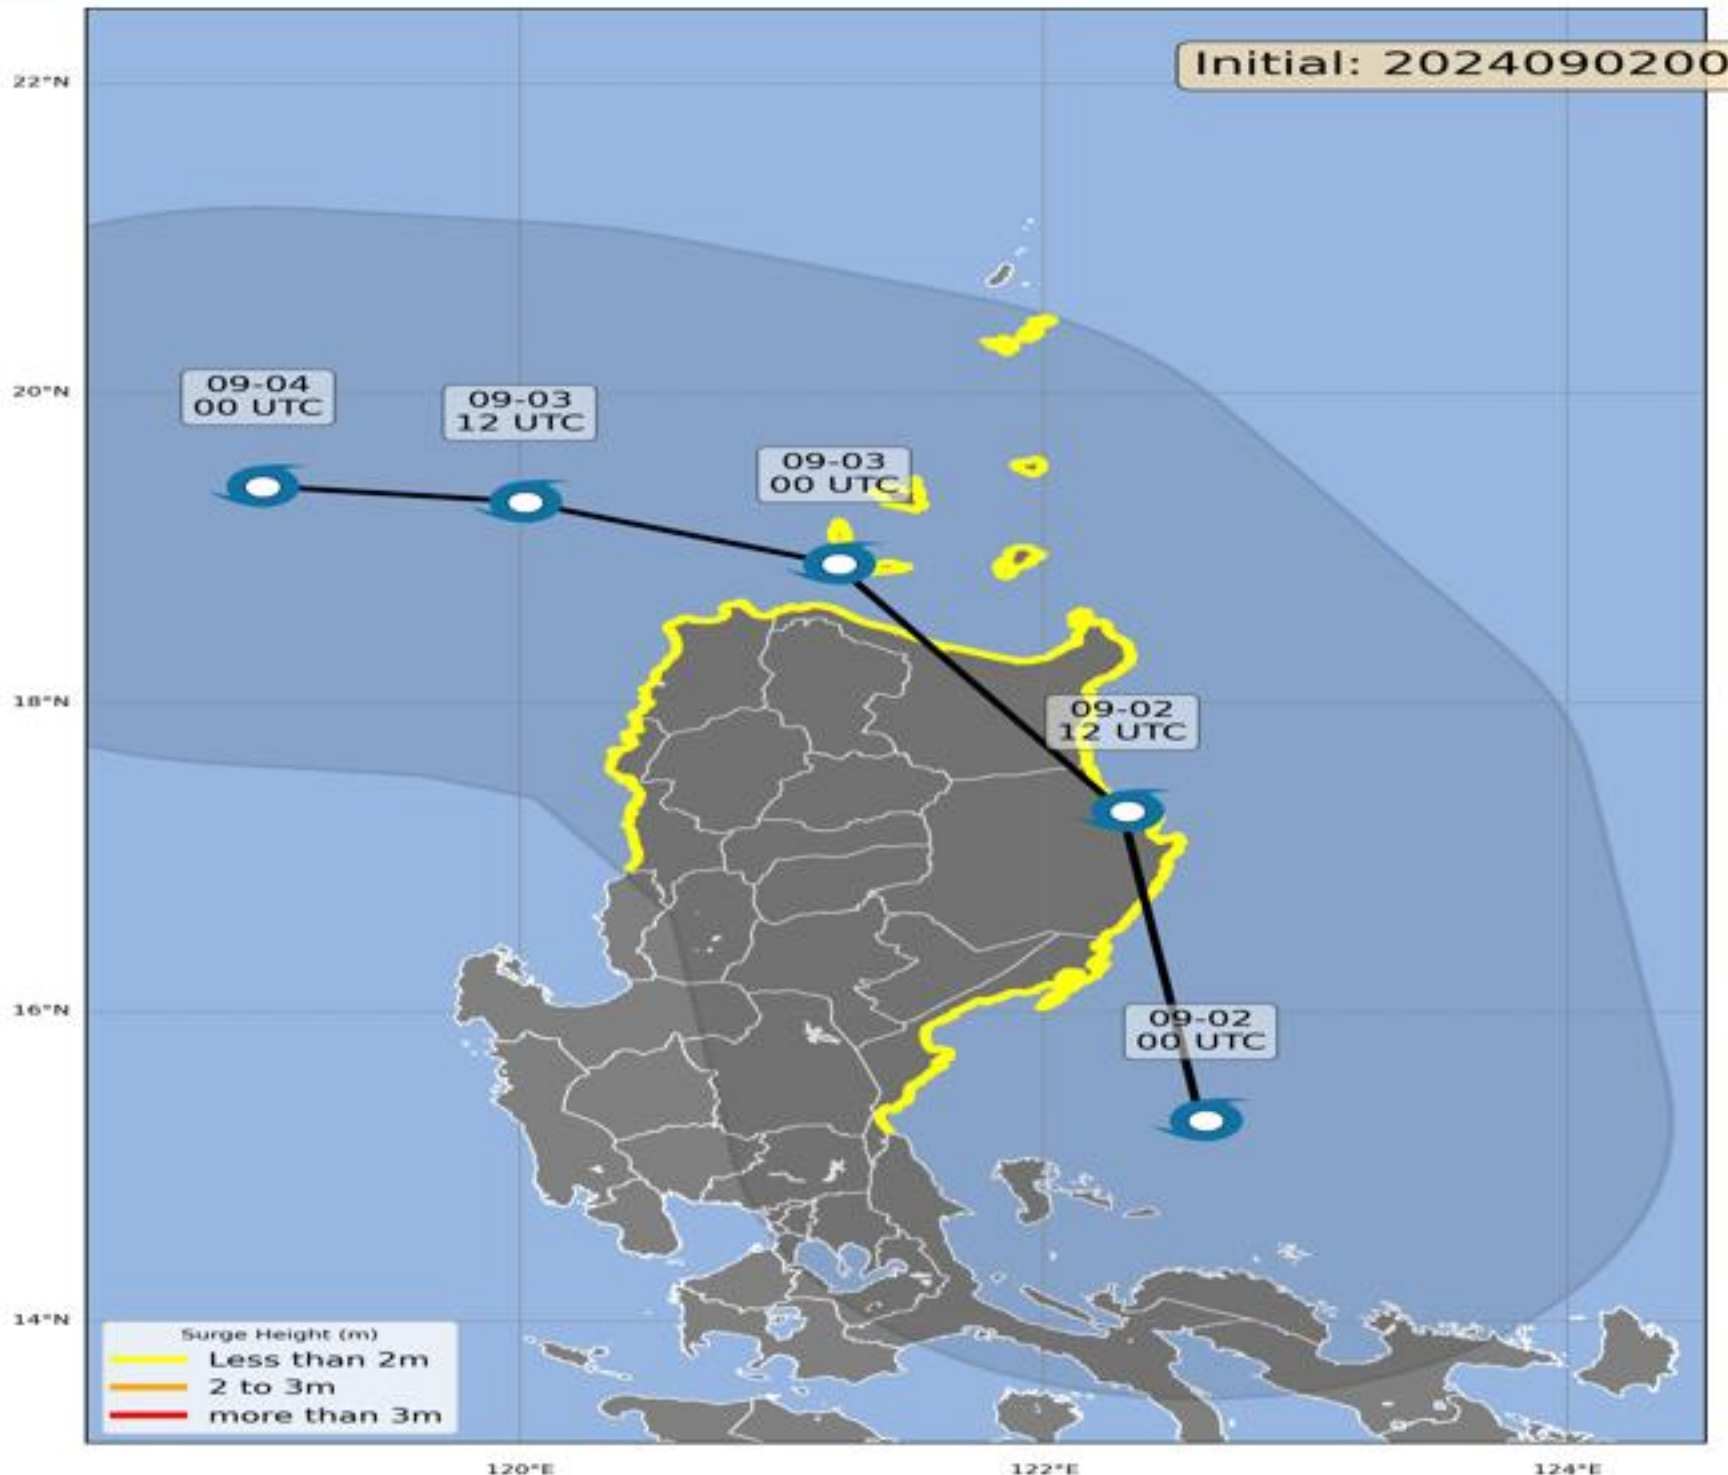 Initial: 2024090200
22°N
20°N
18°N
16°N
14°N
09-04
00 UTC
09-03
12 UTC
09-03
00 UTC
09-02
12 UTC
09-02
00 UTC
Surge Height (m)
Less than 2m
2 to 3m
more than 3m
120°E
122°E
124°E